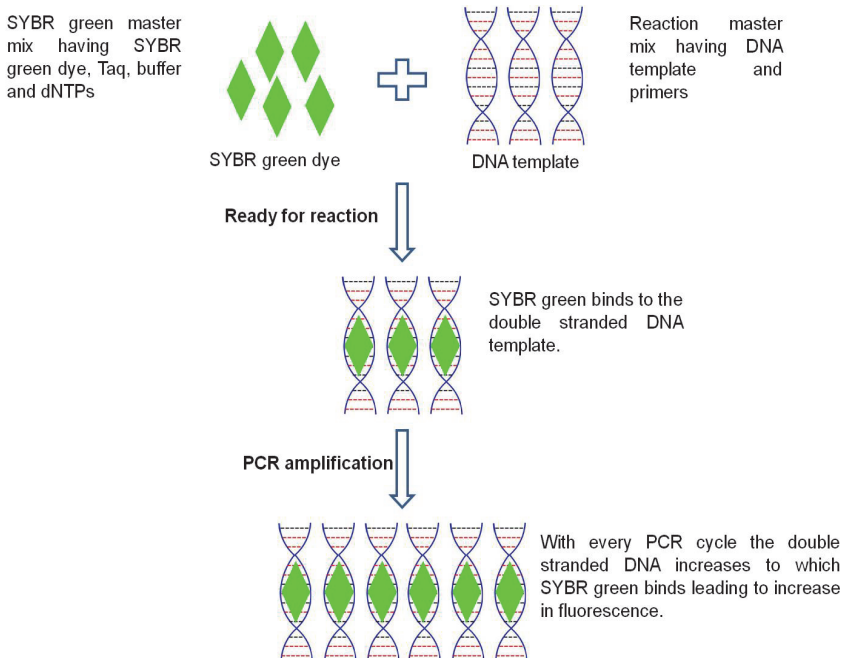 SYBR green master
mix having SYBR
green dye, Taq, buffer
and dNTPs
Reaction master
mix having DNA
template and
primers
SYBR green dye
DNA template
Ready for reaction
SYBR green binds to the
double stranded DNA
template.
PCR amplification
With every PCR cycle the double
stranded DNA increases to which
SYBR green binds leading to increase
in fluorescence.